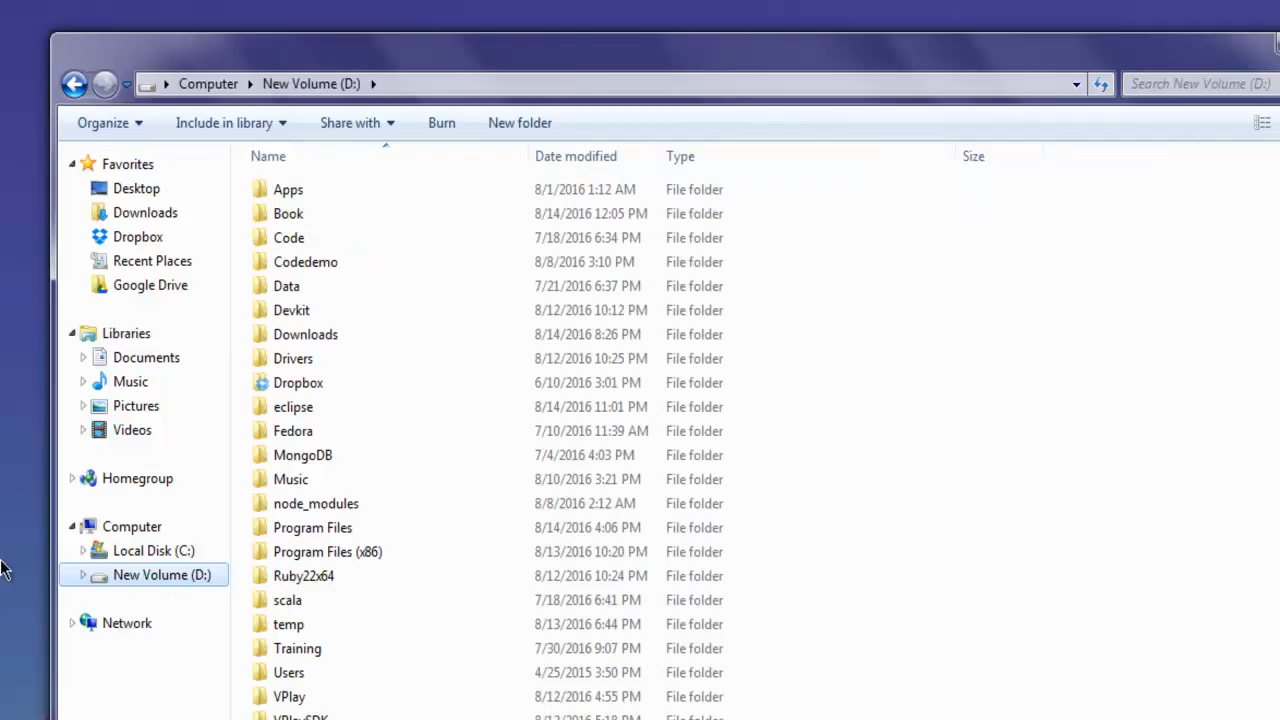 Computer New Volume (D:) Search New Volume (D:)
Organize Include in library Share with Burn New folder
Name Date modified Type Size
Favorites
Desktop
Downloads
Dropbox
Recent Places
Google Drive
Libraries
Documents
Music
Pictures
Videos
Homegroup
Computer
Local Disk (C:)
New Volume (D:)
Network
Apps 8/1/2016 1:12 AM File folder
Book 8/14/2016 12:05 PM File folder
Code 7/18/2016 6:34 PM File folder
Codedemo 8/8/2016 3:10 PM File folder
Data 7/21/2016 6:37 PM File folder
Devkit 8/12/2016 10:12 PM File folder
Downloads 8/14/2016 8:26 PM File folder
Drivers 8/12/2016 10:25 PM File folder
Dropbox 6/10/2016 3:01 PM File folder
eclipse 8/14/2016 11:01 PM File folder
Fedora 7/10/2016 11:39 AM File folder
MongoDB 7/4/2016 4:03 PM File folder
Music 8/10/2016 3:21 PM File folder
node_modules 8/8/2016 2:12 AM File folder
Program Files 8/14/2016 4:06 PM File folder
Program Files (x86) 8/13/2016 10:20 PM File folder
Ruby22x64 8/12/2016 10:24 PM File folder
scala 7/18/2016 6:41 PM File folder
temp 8/13/2016 6:44 PM File folder
Training 7/30/2016 9:07 PM File folder
Users 4/25/2015 3:50 PM File folder
VPlay 8/12/2016 4:55 PM File folder
VPlaySDK 8/12/2016 5:18 PM File folder